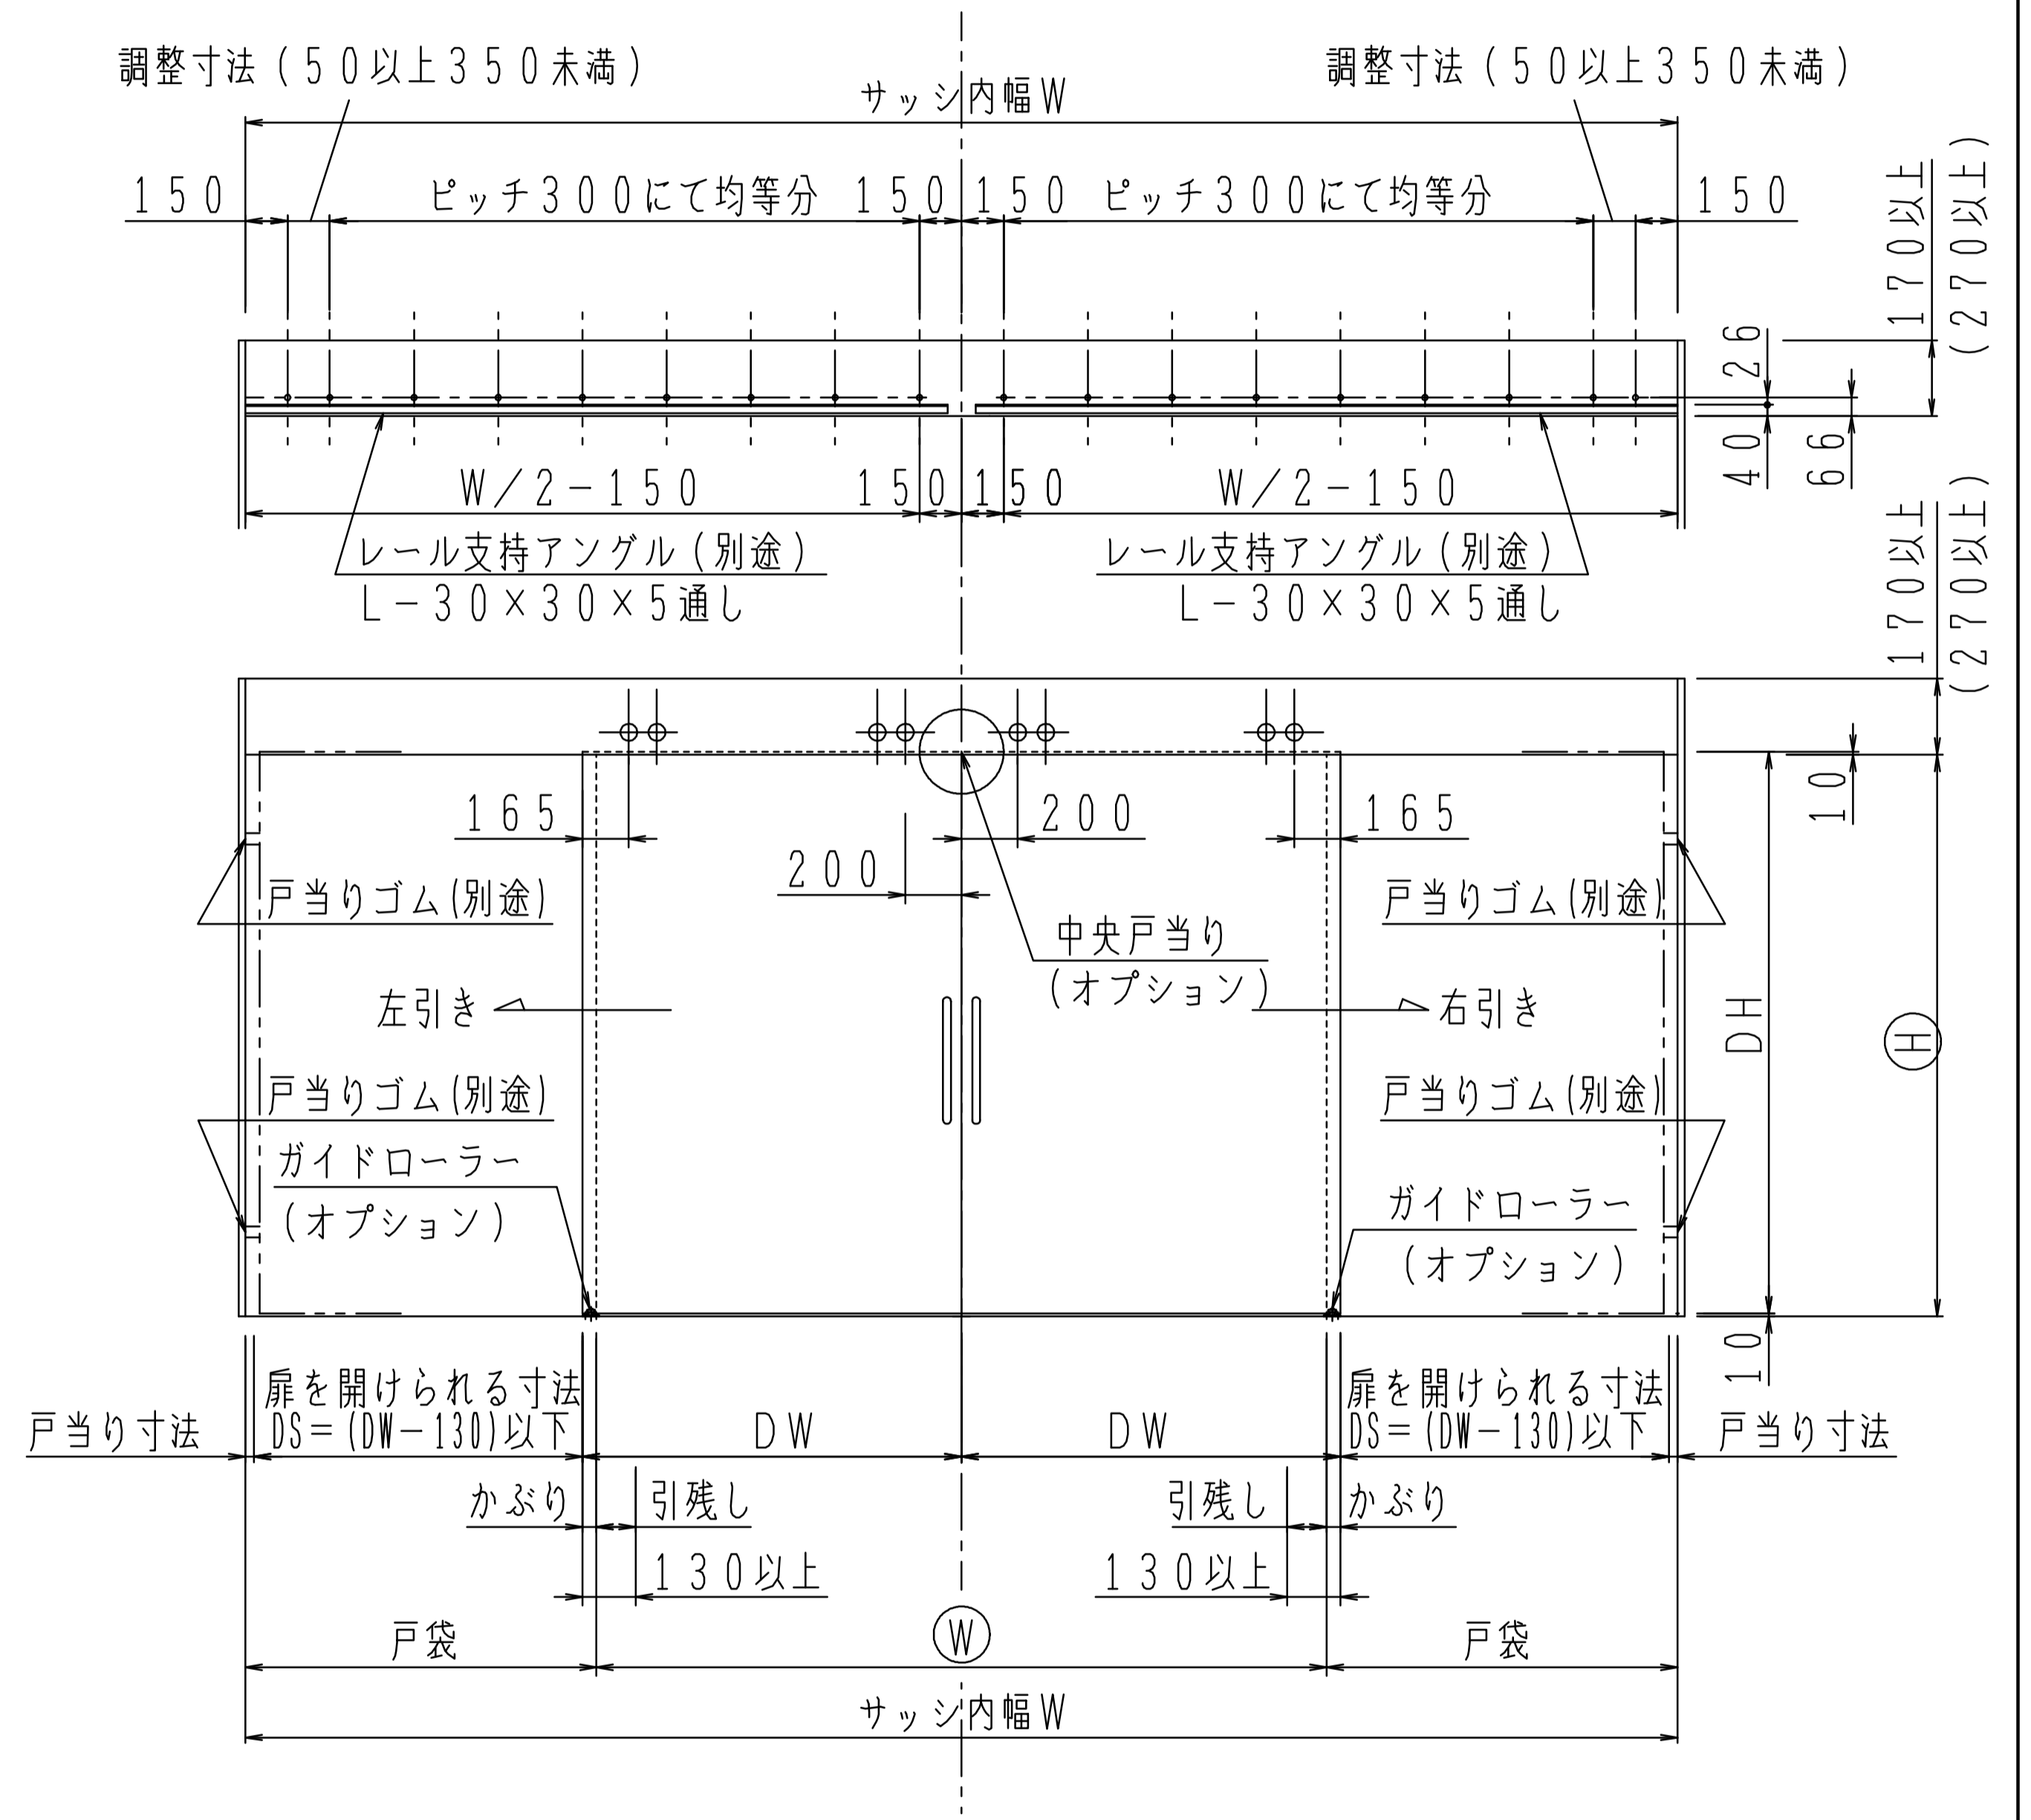 調整寸法(50以上350未満)
調整寸法(50以上350未満)
サッシ内幅W
150
ピッチ300にて均等分
150
150
ピッチ300にて均等分
150
170以上
(270以上)
26
40
66
W/2-150
150
150
W/2-150
レール支持アングル(別途)
L-30×30×5通し
レール支持アングル(別途)
L-30×30×5通し
170以上
(270以上)
10
165
200
165
200
戸当りゴム(別途)
戸当りゴム(別途)
中央戸当り
(オプション)
左引き
右引き
DH
H
戸当りゴム(別途)
戸当りゴム(別途)
ガイドローラー
(オプション)
ガイドローラー
(オプション)
10
扉を開けられる寸法
DS=(DW-130)以下
扉を開けられる寸法
DS=(DW-130)以下
戸当り寸法
DW
DW
戸当り寸法
かぶり
引残し
引残し
かぶり
130以上
130以上
戸袋
W
戸袋
サッシ内幅W